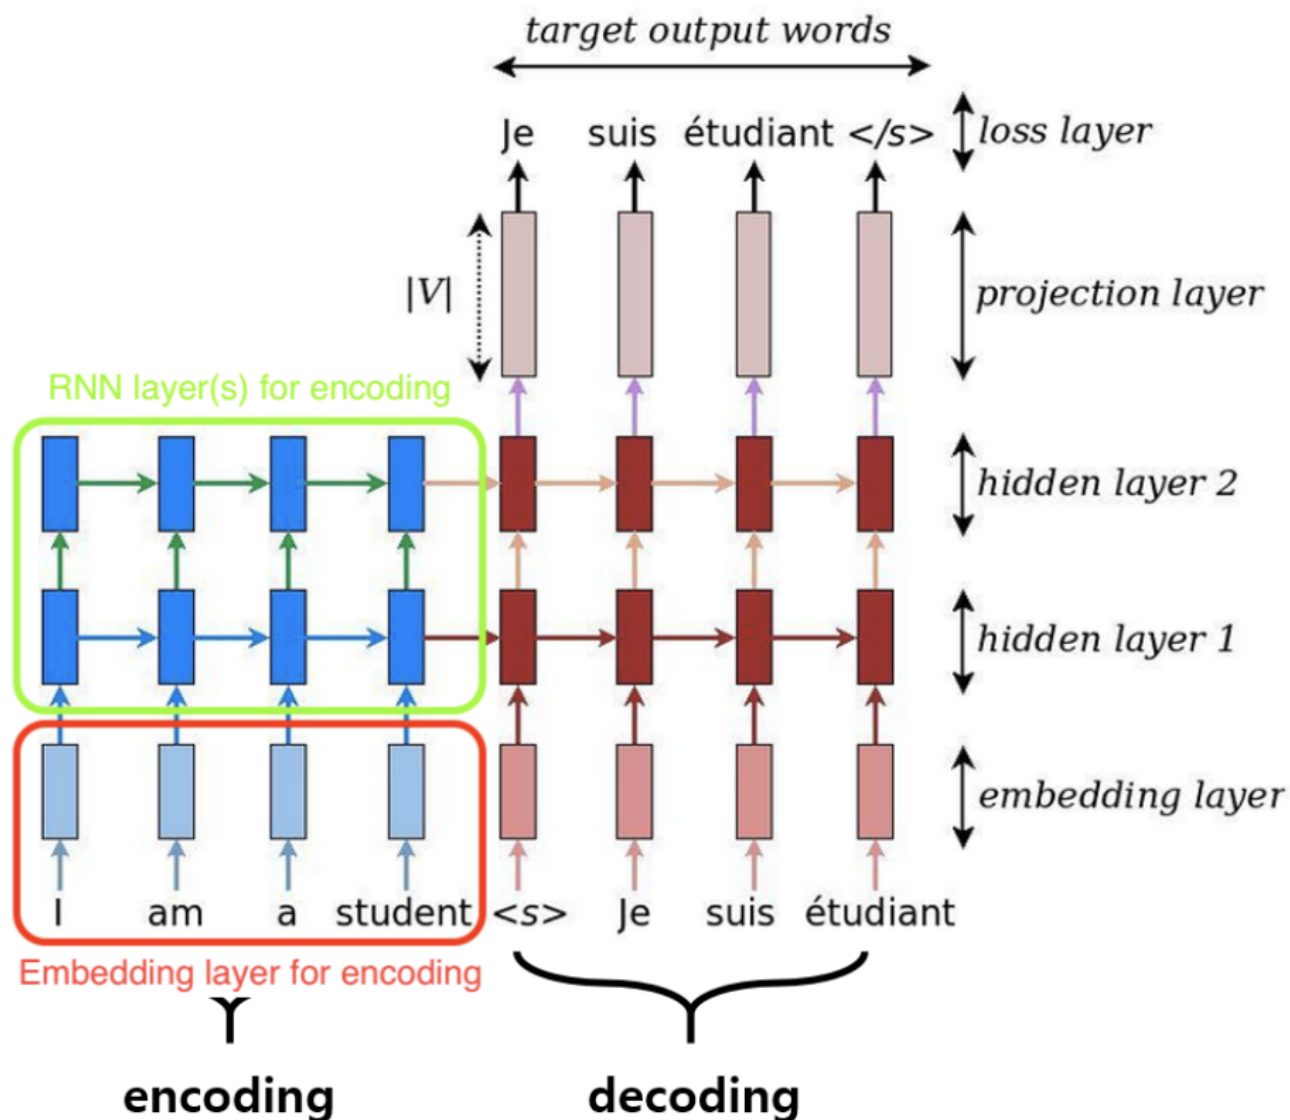 target output words
Je suis étudiant </s> loss layer
|V| projection layer
RNN layer(s) for encoding
hidden layer 2
hidden layer 1
embedding layer
I am a student <s> Je suis étudiant
Embedding layer for encoding
encoding decoding